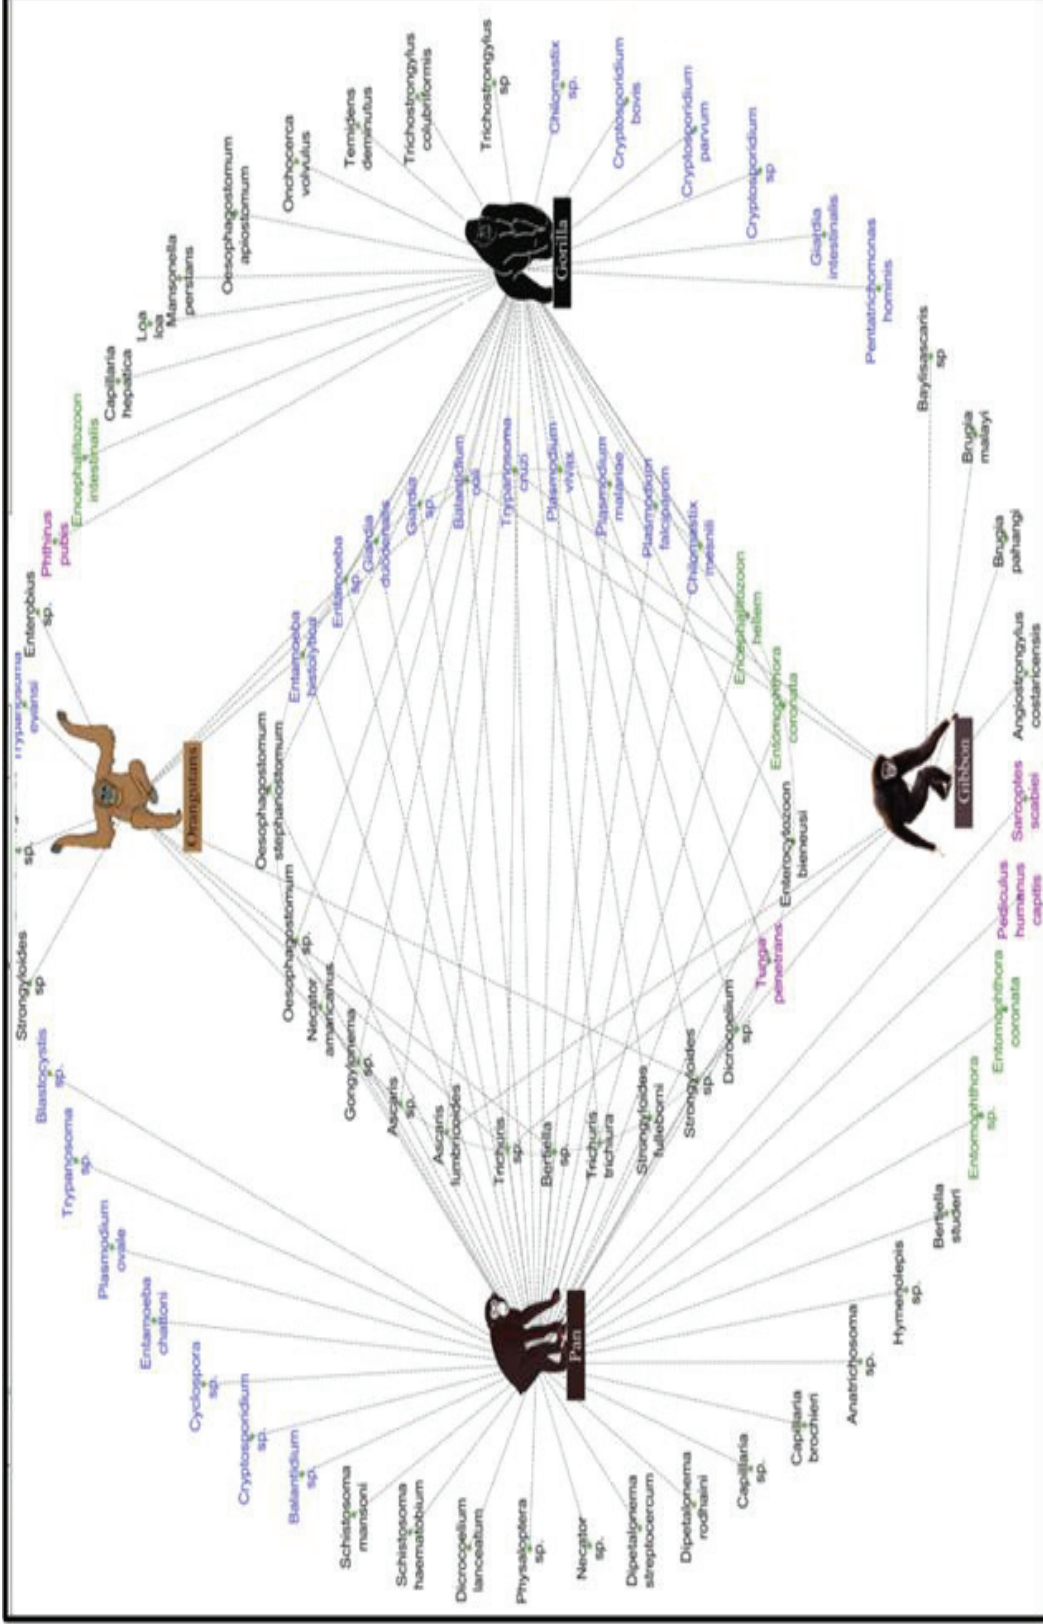 sp.
Trypanosoma
evansi
Strongyloides
sp
Enterobius
sp.
Phthirus
pubis
Blastocystis
sp.
Encephalitozoon
intestinalis
Trypanosoma
sp.
Capillaria
hepatica
Plasmodium
ovale
Loa
loa
Entamoeba
chattoni
Mansonella
perstans
Orangutans
Cyclospora
sp.
Oesophagostomum
apiostomum
Cryptosporidium
sp.
Oesophagostomum
stephanostomum
Onchocerca
volvulus
Balantidium
sp.
Oesophagostomum
sp.
Entamoeba
histolytica
Necator
amaricanus
Entamoeba
sp
Ternidens
deminutus
Schistosoma
mansoni
Gongylonema
sp.
Giardia
duodenalis
Trichostrongylus
colubriformis
Schistosoma
haematobium
Ascaris
sp.
Giardia
sp.
Dicrocoelium
lanceatum
Ascaris
lumbricoides
Balantidium
coli
Trichostrongylus
sp
Physaloptera
sp.
Trichuris
sp.
Trypanosoma
cruzi
Gorilla
Pan
Bertiella
sp.
Plasmodium
vivax
Chilomastix
sp.
Necator
sp.
Trichuris
trichiura
Plasmodium
malariae
Cryptosporidium
bovis
Dipetalonema
streptocercum
Strongyloides
fulleborni
Plasmodium
falciparom
Cryptosporidium
parvum
Dipetalonema
rodhaini
Strongyloides
sp.
Chilomastix
mesnili
Cryptosporidium
sp
Capillaria
sp.
Dicrocoelium
sp.
Encephalitozoon
hellem
Giardia
intestinalis
Capillaria
brochieri
Tunga
penetrans
Enterocytozoon
bieneusi
Entomophthora
coronata
Pentatrichomonas
hominis
Anatrichosoma
sp.
Hymenolepis
sp.
Baylisascaris
sp
Bertiella
studeri
Gibbon
Brugia
malayi
Entomophthora
sp.
Brugia
pahangi
Entomophthora
coronata
Pediculus
humanus
capitis
Sarcoptes
scabiei
Angiostrongylus
costaricensis